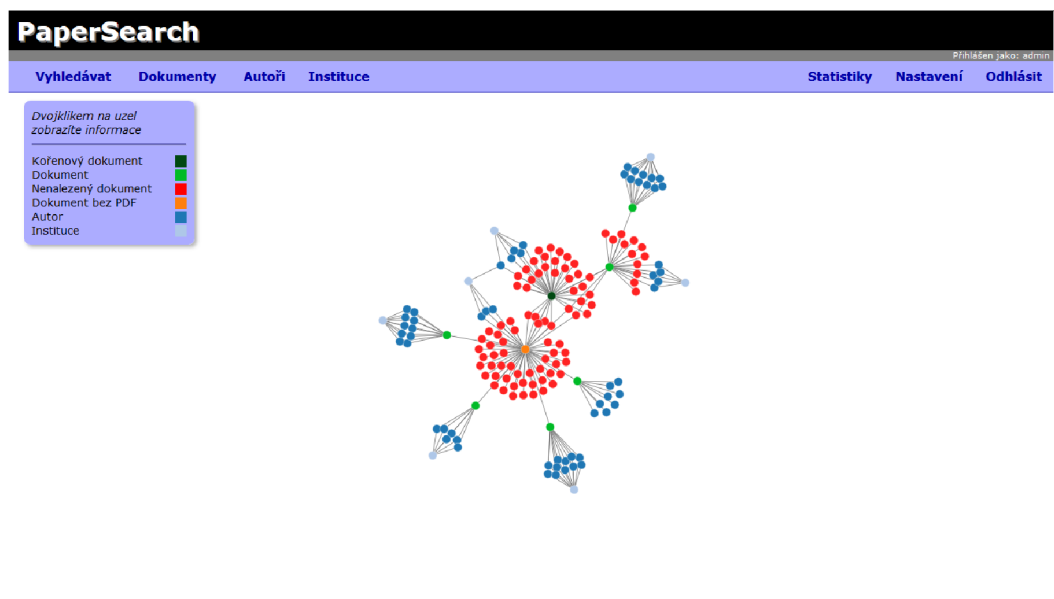 PaperSearch
Přihlášen jako: admin
Vyhledávat Dokumenty Autoři Instituce Statistiky Nastavení Odhlásit
Dvojklikem na uzel
zobrazíte informace
Kořenový dokument
Dokument
Nenalezený dokument
Dokument bez PDF
Autor
Instituce